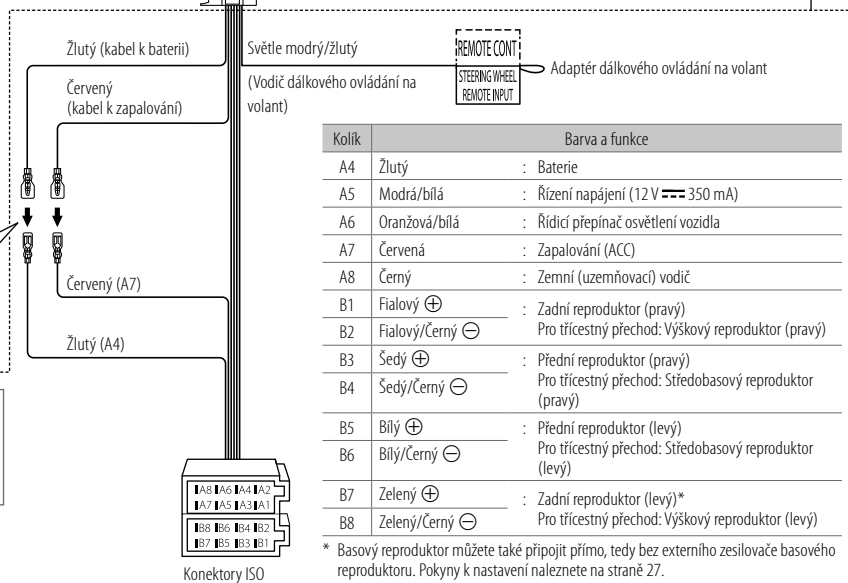 Žlutý (kabel k baterii)
Červený
(kabel k zapalování)
Světle modrý/žlutý
(Vodič dálkového ovládání na
volant)
REMOTE CONT
STEERING WHEEL
REMOTE INPUT
Adaptér dálkového ovládání na volant
Červený (A7)
Žlutý (A4)
Kolík Barva a funkce
A4 Žlutý : Baterie
A5 Modrá/bílá : Řízení napájení (12 V ⎓ 350 mA)
A6 Oranžová/bílá : Řídicí přepínač osvětlení vozidla
A7 Červená : Zapalování (ACC)
A8 Černý : Zemní (uzemňovací) vodič
B1 Fialový ⊕ : Zadní reproduktor (pravý)
B2 Fialový/Černý ⊖ Pro třícestný přechod: Výškový reproduktor (pravý)
B3 Šedý ⊕ : Přední reproduktor (pravý)
B4 Šedý/Černý ⊖ Pro třícestný přechod: Středobasový reproduktor
(pravý)
B5 Bílý ⊕ : Přední reproduktor (levý)
B6 Bílý/Černý ⊖ Pro třícestný přechod: Středobasový reproduktor
(levý)
B7 Zelený ⊕ : Zadní reproduktor (levý)*
B8 Zelený/Černý ⊖ Pro třícestný přechod: Výškový reproduktor (levý)
* Basový reproduktor můžete také připojit přímo, tedy bez externího zesilovače basového
reproduktoru. Pokyny k nastavení naleznete na straně 27.
A8 A6 A4 A2
A7 A5 A3 A1
B8 B6 B4 B2
B7 B5 B3 B1
Konektory ISO